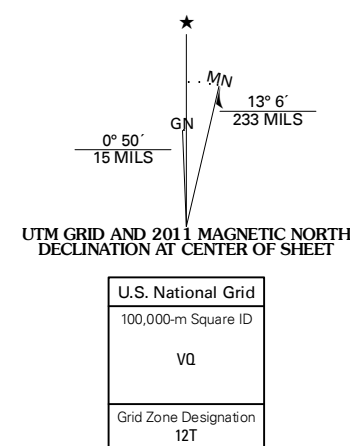 ★
MN
13° 6´
233 MILS
GN
0° 50´
15 MILS
UTM GRID AND 2011 MAGNETIC NORTH
DECLINATION AT CENTER OF SHEET
U.S. National Grid
100,000-m Square ID
VQ
Grid Zone Designation
12T